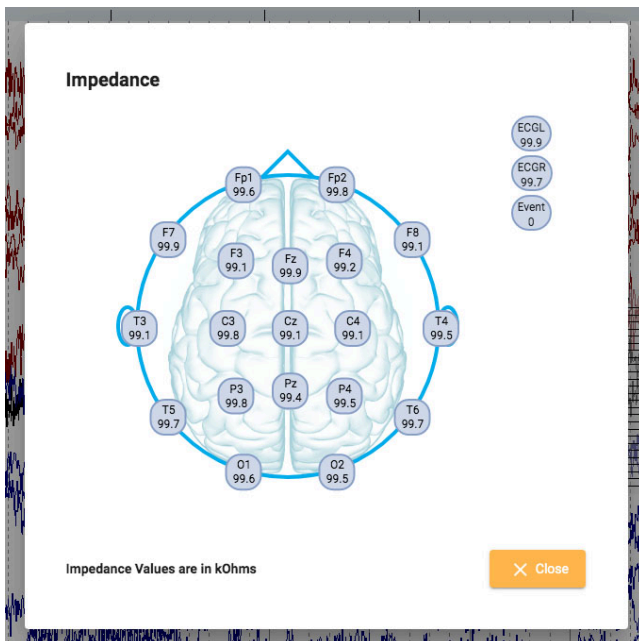 Impedance
ECGL
99.9
ECGR
99.7
Event
0
Fp1
99.6
Fp2
99.8
F7
99.9
F3
99.1
Fz
99.9
F4
99.2
F8
99.1
T3
99.1
C3
99.8
Cz
99.1
C4
99.1
T4
99.5
T5
99.7
P3
99.8
Pz
99.4
P4
99.5
T6
99.7
O1
99.6
O2
99.5
Impedance Values are in kOhms
Close